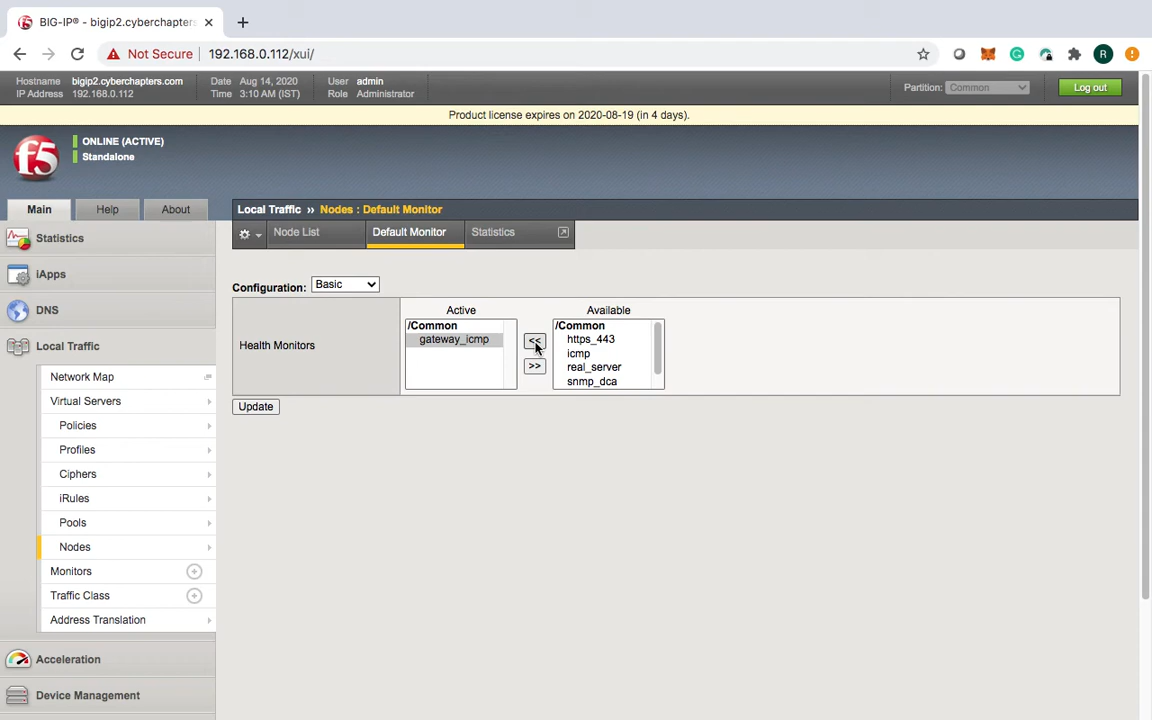 BIG-IP® - bigip2.cyberchapters
Not Secure
192.168.0.112/xui/
R
Hostname bigip2.cyberchapters.com
IP Address 192.168.0.112
Date Aug 14, 2020
Time 3:10 AM (IST)
User admin
Role Administrator
Partition: Common
Log out
Product license expires on 2020-08-19 (in 4 days).
f5
ONLINE (ACTIVE)
Standalone
Main
Help
About
Local Traffic ›› Nodes : Default Monitor
Node List
Default Monitor
Statistics
Statistics
iApps
DNS
Local Traffic
Network Map
Virtual Servers
Policies
Profiles
Ciphers
iRules
Pools
Nodes
Monitors
Traffic Class
Address Translation
Acceleration
Device Management
Configuration: Basic
Health Monitors
Active
/Common
gateway_icmp
<<
>>
Available
/Common
https_443
icmp
real_server
snmp_dca
Update